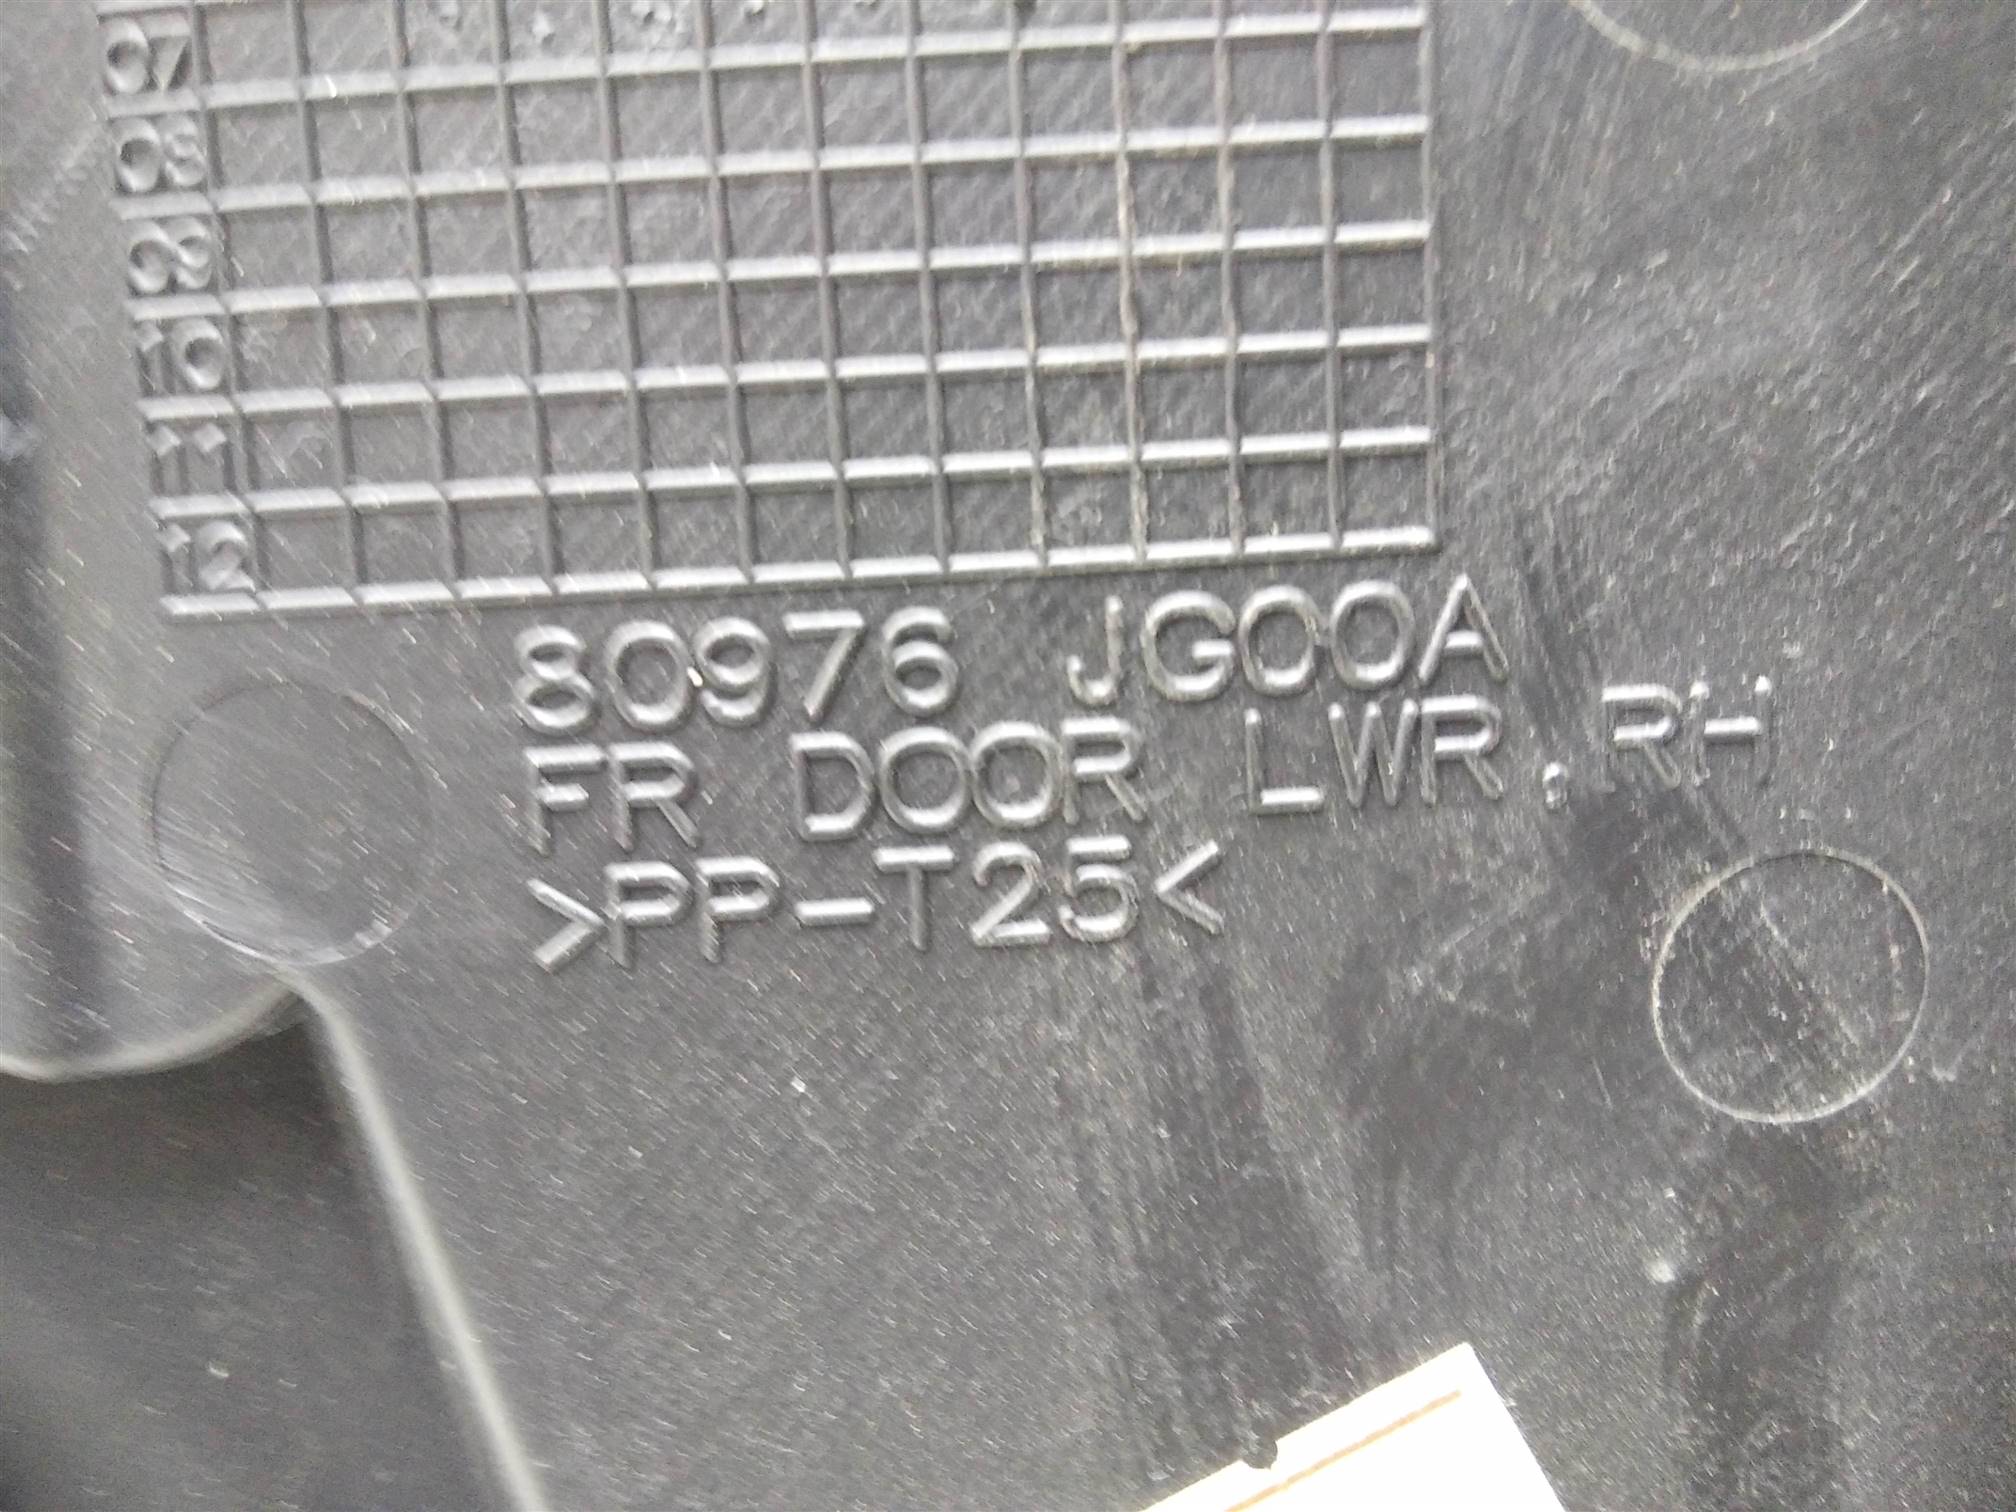 07
08
09
10
11
12
80976 JG00A
FR DOOR LWR.RH
>PP-T25<